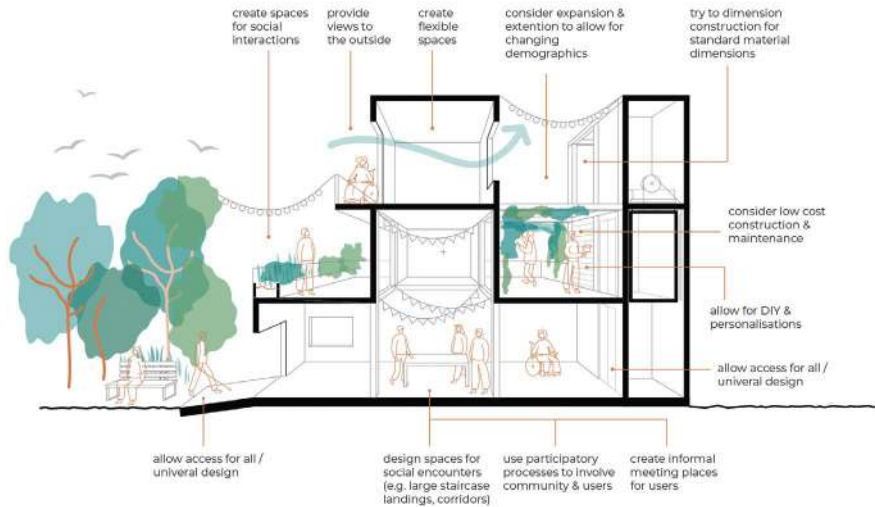 create spaces
for social
interactions
provide
views to
the outside
create
flexible
spaces
consider expansion &
extention to allow for
changing
demographics
try to dimension
construction for
standard material
dimensions
consider low cost
construction &
maintenance
allow for DIY &
personalisations
allow access for all /
univeral design
allow access for all /
univeral design
design spaces for
social encounters
(e.g. large staircase
landings, corridors)
use participatory
processes to involve
community & users
create informal
meeting places
for users